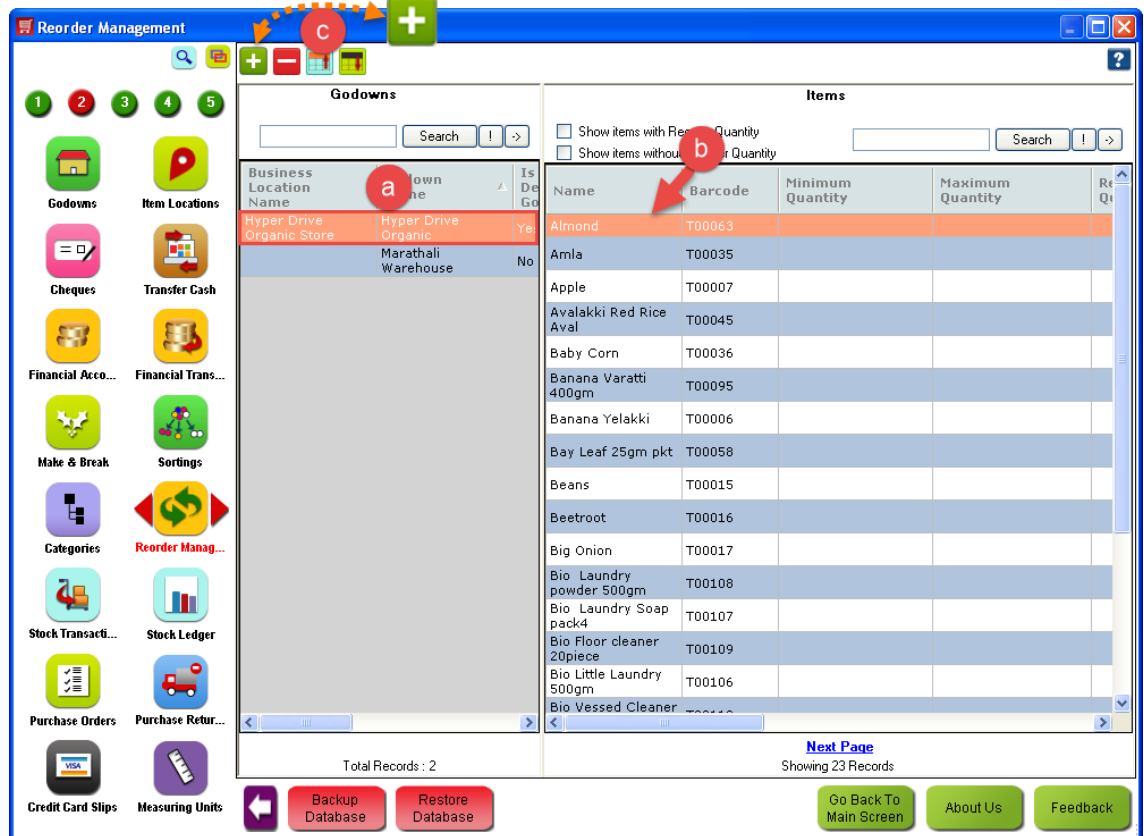 Reorder Management
c
1 2 3 4 5
Godowns
Item Locations
Cheques
Transfer Cash
Financial Acco...
Financial Trans...
Make & Break
Sortings
Categories
Reorder Manag...
Stock Transacti...
Stock Ledger
Purchase Orders
Purchase Retur...
VISA
Credit Card Slips
Measuring Units
Godowns
Search ! ->
Business
Location
Name
a
Is
De
Go
Hyper Drive
Organic Store
Hyper Drive
Organic
Yes
Marathali
Warehouse
No
Total Records : 2
?
Items
Show items with
Quantity
Show items
Quantity
b
Search ! ->
Name Barcode Minimum
Quantity
Maximum
Quantity
Almond T00063
Amla T00035
Apple T00007
Avalakki Red Rice
Aval T00045
Baby Corn T00036
Banana Varatti
400gm T00095
Banana Yelakki T00006
Bay Leaf 25gm pkt T00058
Beans T00015
Beetroot T00016
Big Onion T00017
Bio Laundry
powder 500gm T00108
Bio Laundry Soap
pack4 T00107
Bio Floor cleaner
20piece T00109
Bio Little Laundry
500gm T00106
Bio Vessed Cleaner
Next Page
Showing 23 Records
Backup
Database
Restore
Database
Go Back To
Main Screen
About Us
Feedback